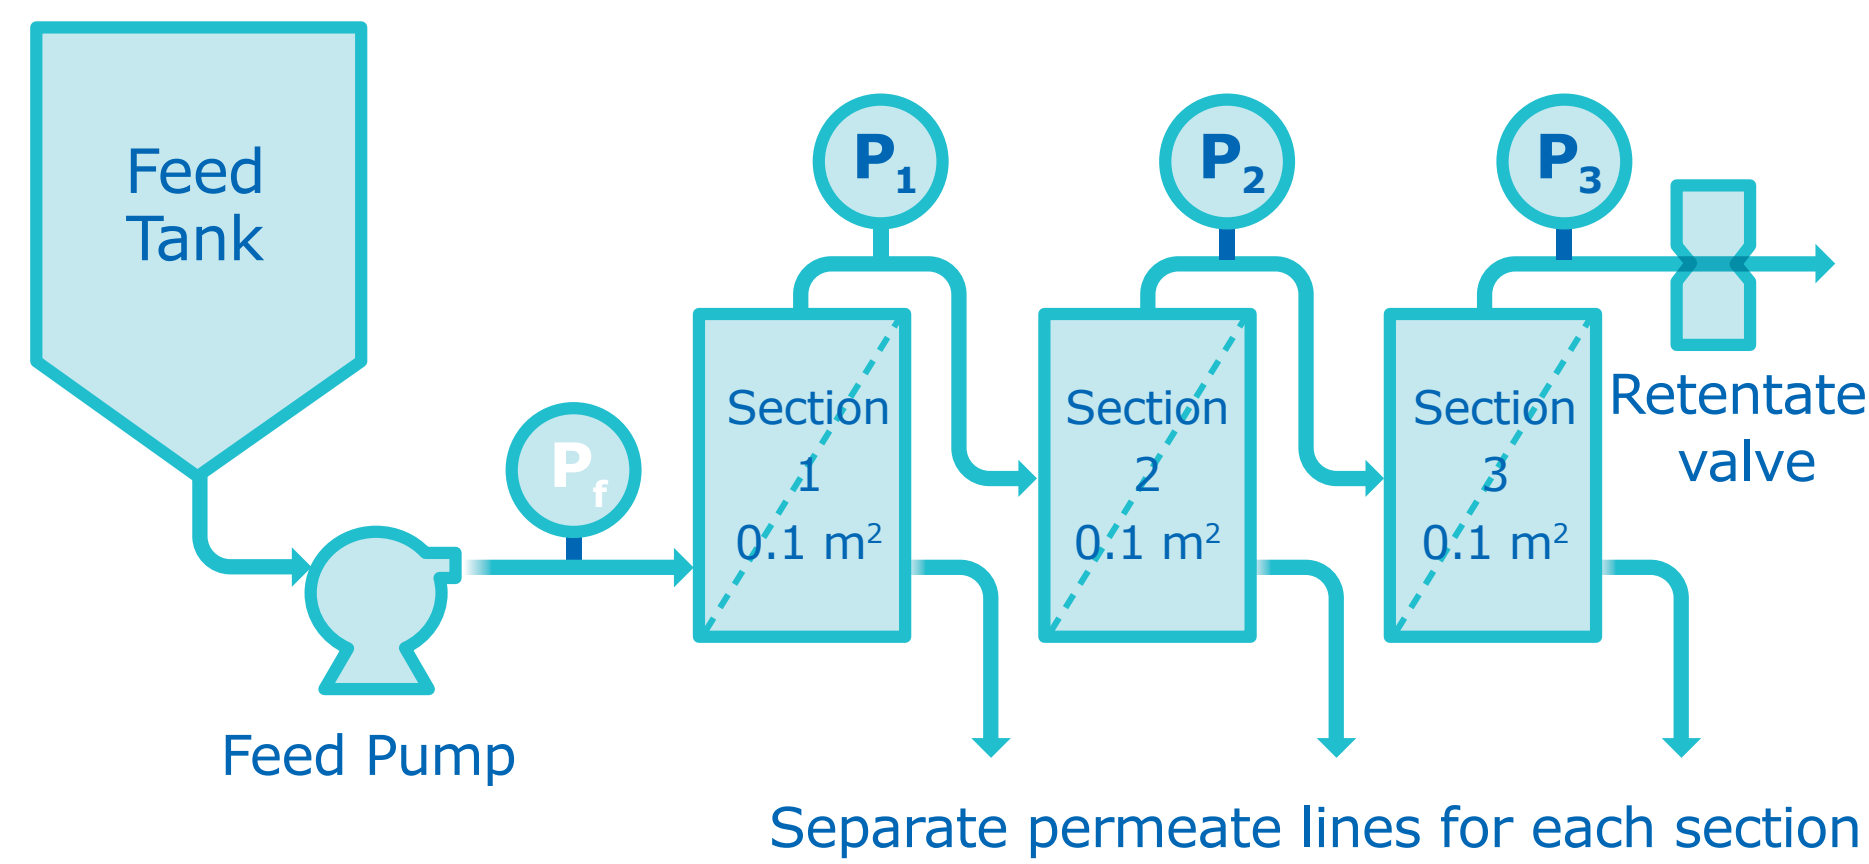 Feed
Tank
P1
P2
P3
Pf
Section
1
0.1 m²
Section
2
0.1 m²
Section
3
0.1 m²
Retentate
valve
Feed Pump
Separate permeate lines for each section